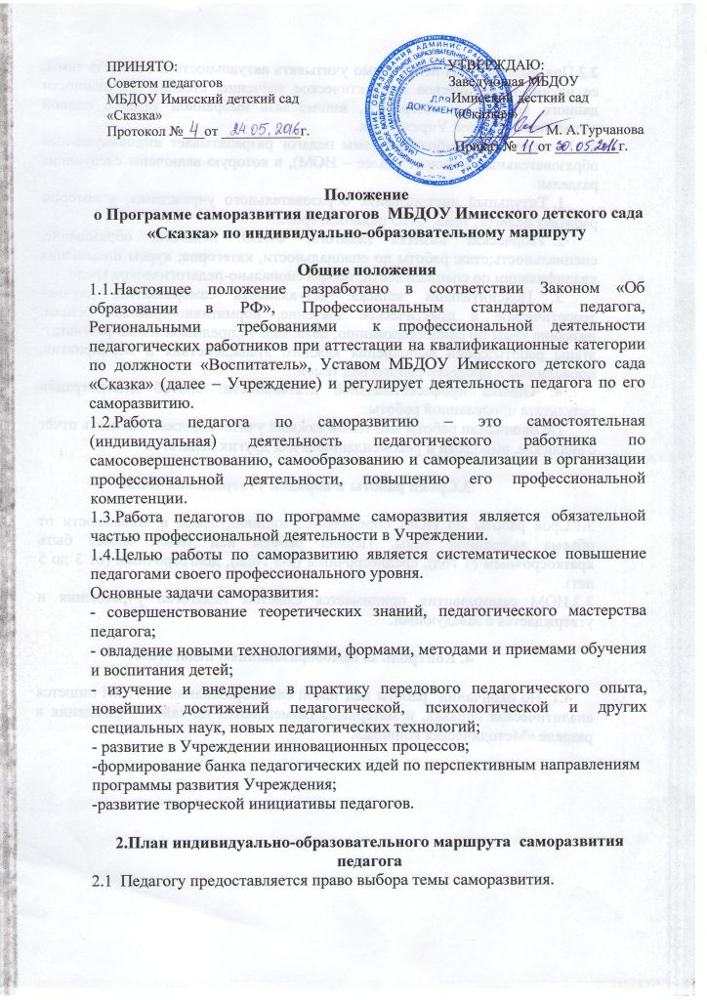 ПРИНЯТО:
Советом педагогов
МБДОУ Имисский детский сад
«Сказка»
Протокол № 4 от 24.05.2016г.
УТВЕРЖДАЮ:
Заведующая МБДОУ
Имисский десткий сад
«Сказка»
М. А.Турчанова
Приказ № 11 от 30.05.2016г.
ДЛЯ
ДОКУМЕНТОВ
Положение
о Программе саморазвития педагогов МБДОУ Имисского детского сада
«Сказка» по индивидуально-образовательному маршруту
Общие положения
1.1.Настоящее положение разработано в соответствии Законом «Об
образовании в РФ», Профессиональным стандартом педагога,
Региональными требованиями к профессиональной деятельности
педагогических работников при аттестации на квалификационные категории
по должности «Воспитатель», Уставом МБДОУ Имисского детского сада
«Сказка» (далее – Учреждение) и регулирует деятельность педагога по его
саморазвитию.
1.2.Работа педагога по саморазвитию – это самостоятельная
(индивидуальная) деятельность педагогического работника по
самосовершенствованию, самообразованию и самореализации в организации
профессиональной деятельности, повышению его профессиональной
компетенции.
1.3.Работа педагогов по программе саморазвития является обязательной
частью профессиональной деятельности в Учреждении.
1.4.Целью работы по саморазвитию является систематическое повышение
педагогами своего профессионального уровня.
Основные задачи саморазвития:
- совершенствование теоретических знаний, педагогического мастерства
педагога;
- овладение новыми технологиями, формами, методами и приемами обучения
и воспитания детей;
- изучение и внедрение в практику передового педагогического опыта,
новейших достижений педагогической, психологической и других
специальных наук, новых педагогических технологий;
- развитие в Учреждении инновационных процессов;
-формирование банка педагогических идей по перспективным направлениям
программы развития Учреждения;
-развитие творческой инициативы педагогов.
2.План индивидуально-образовательного маршрута саморазвития
педагога
2.1 Педагогу предоставляется право выбора темы саморазвития.